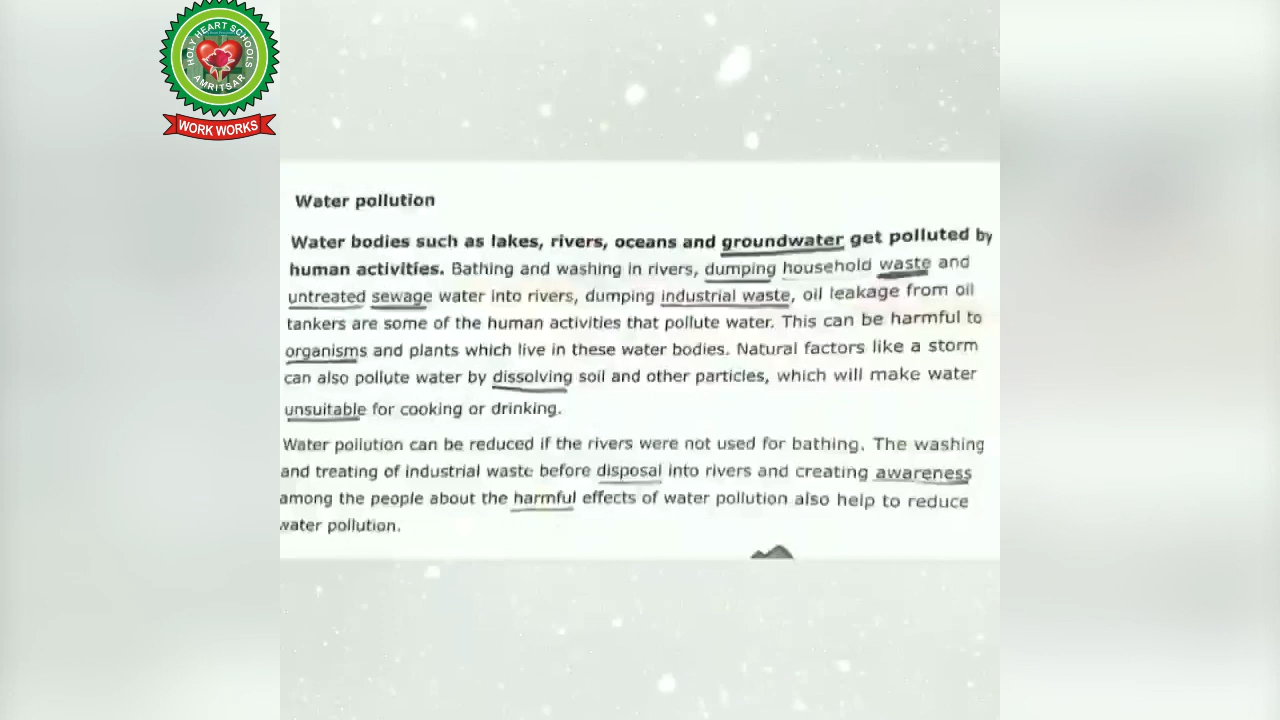 HOLY HEART SCHOOLS
AMRITSAR
WORK WORKS
Water pollution
Water bodies such as lakes, rivers, oceans and groundwater get polluted by
human activities. Bathing and washing in rivers, dumping household waste and
untreated sewage water into rivers, dumping industrial waste, oil leakage from oil
tankers are some of the human activities that pollute water. This can be harmful to
organisms and plants which live in these water bodies. Natural factors like a storm
can also pollute water by dissolving soil and other particles, which will make water
unsuitable for cooking or drinking.
Water pollution can be reduced if the rivers were not used for bathing. The washing
and treating of industrial waste before disposal into rivers and creating awareness
among the people about the harmful effects of water pollution also help to reduce
water pollution.